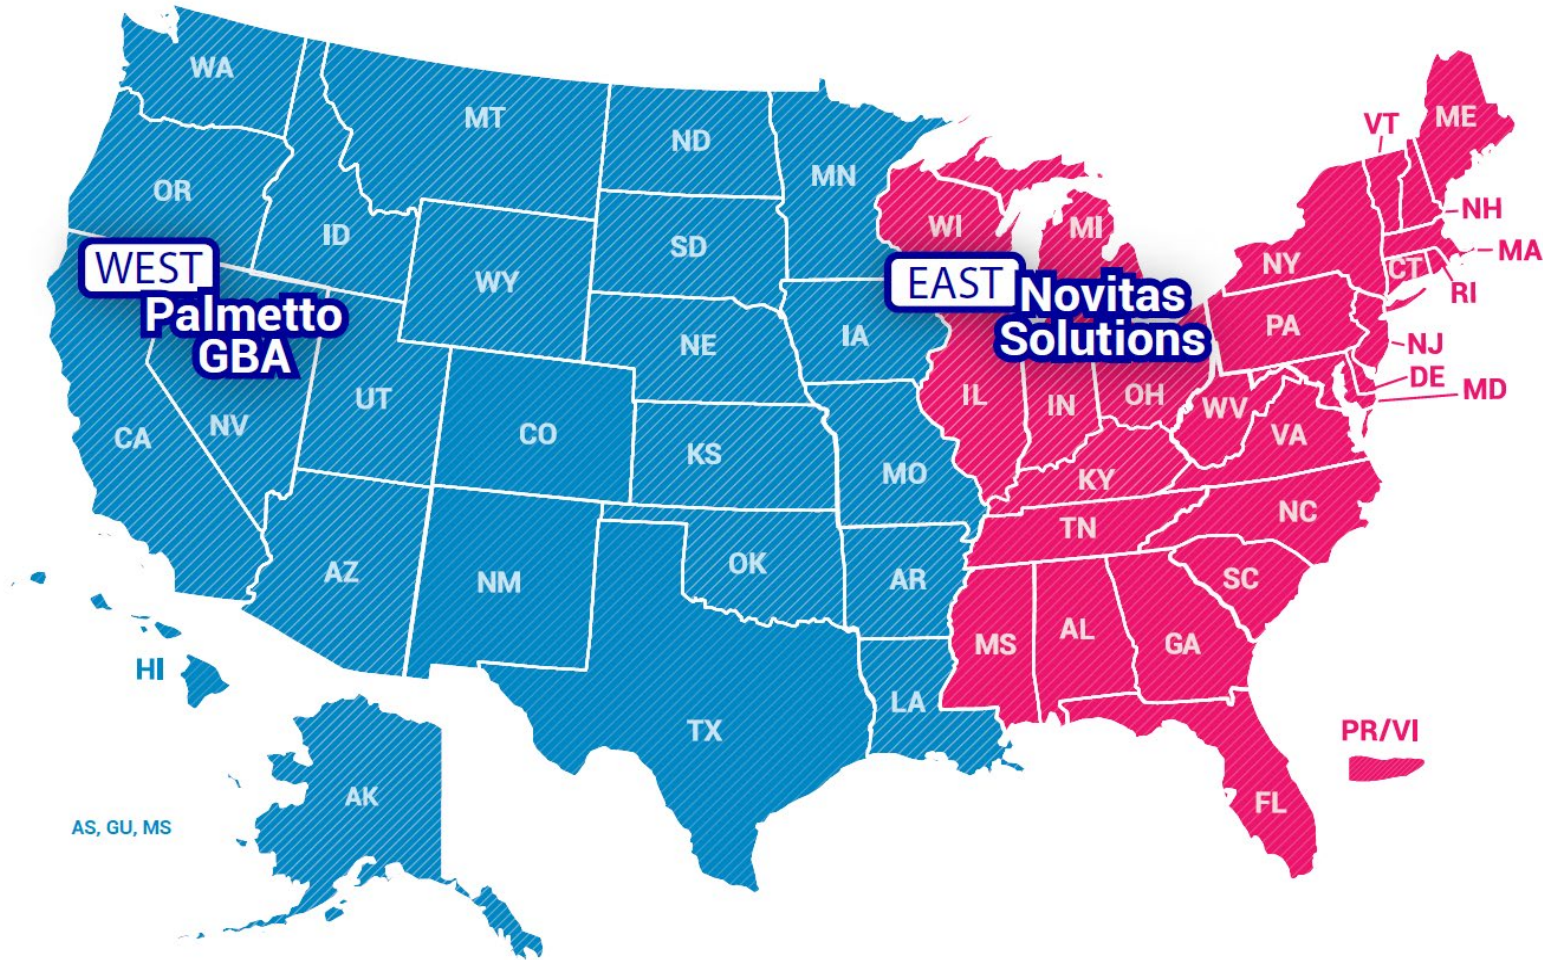 WA
MT
ND
MN
ME
VT
OR
ID
SD
WI
MI
NH
MA
WEST
Palmetto
GBA
WY
EAST
Novitas
Solutions
NY
CT
RI
NE
IA
PA
NJ
DE
MD
CA
NV
UT
CO
KS
MO
IL
IN
OH
WV
VA
KY
NC
TN
AZ
NM
OK
AR
SC
MS
AL
GA
HI
TX
LA
PR/VI
FL
AK
AS, GU, MS